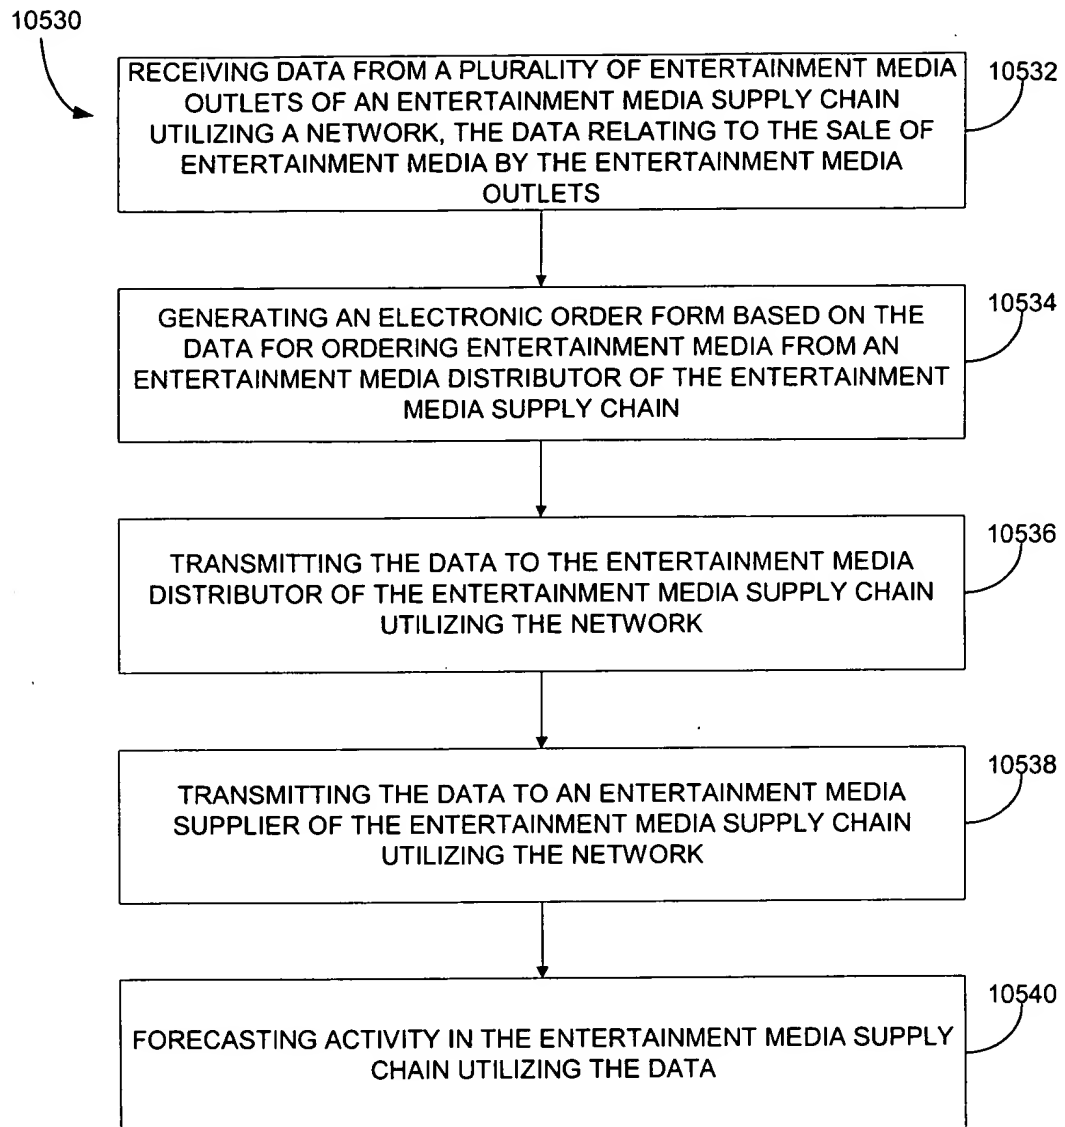 10530
RECEIVING DATA FROM A PLURALITY OF ENTERTAINMENT MEDIA
OUTLETS OF AN ENTERTAINMENT MEDIA SUPPLY CHAIN
UTILIZING A NETWORK, THE DATA RELATING TO THE SALE OF
ENTERTAINMENT MEDIA BY THE ENTERTAINMENT MEDIA
OUTLETS
10532
GENERATING AN ELECTRONIC ORDER FORM BASED ON THE
DATA FOR ORDERING ENTERTAINMENT MEDIA FROM AN
ENTERTAINMENT MEDIA DISTRIBUTOR OF THE ENTERTAINMENT
MEDIA SUPPLY CHAIN
10534
TRANSMITTING THE DATA TO THE ENTERTAINMENT MEDIA
DISTRIBUTOR OF THE ENTERTAINMENT MEDIA SUPPLY CHAIN
UTILIZING THE NETWORK
10536
TRANSMITTING THE DATA TO AN ENTERTAINMENT MEDIA
SUPPLIER OF THE ENTERTAINMENT MEDIA SUPPLY CHAIN
UTILIZING THE NETWORK
10538
FORECASTING ACTIVITY IN THE ENTERTAINMENT MEDIA SUPPLY
CHAIN UTILIZING THE DATA
10540